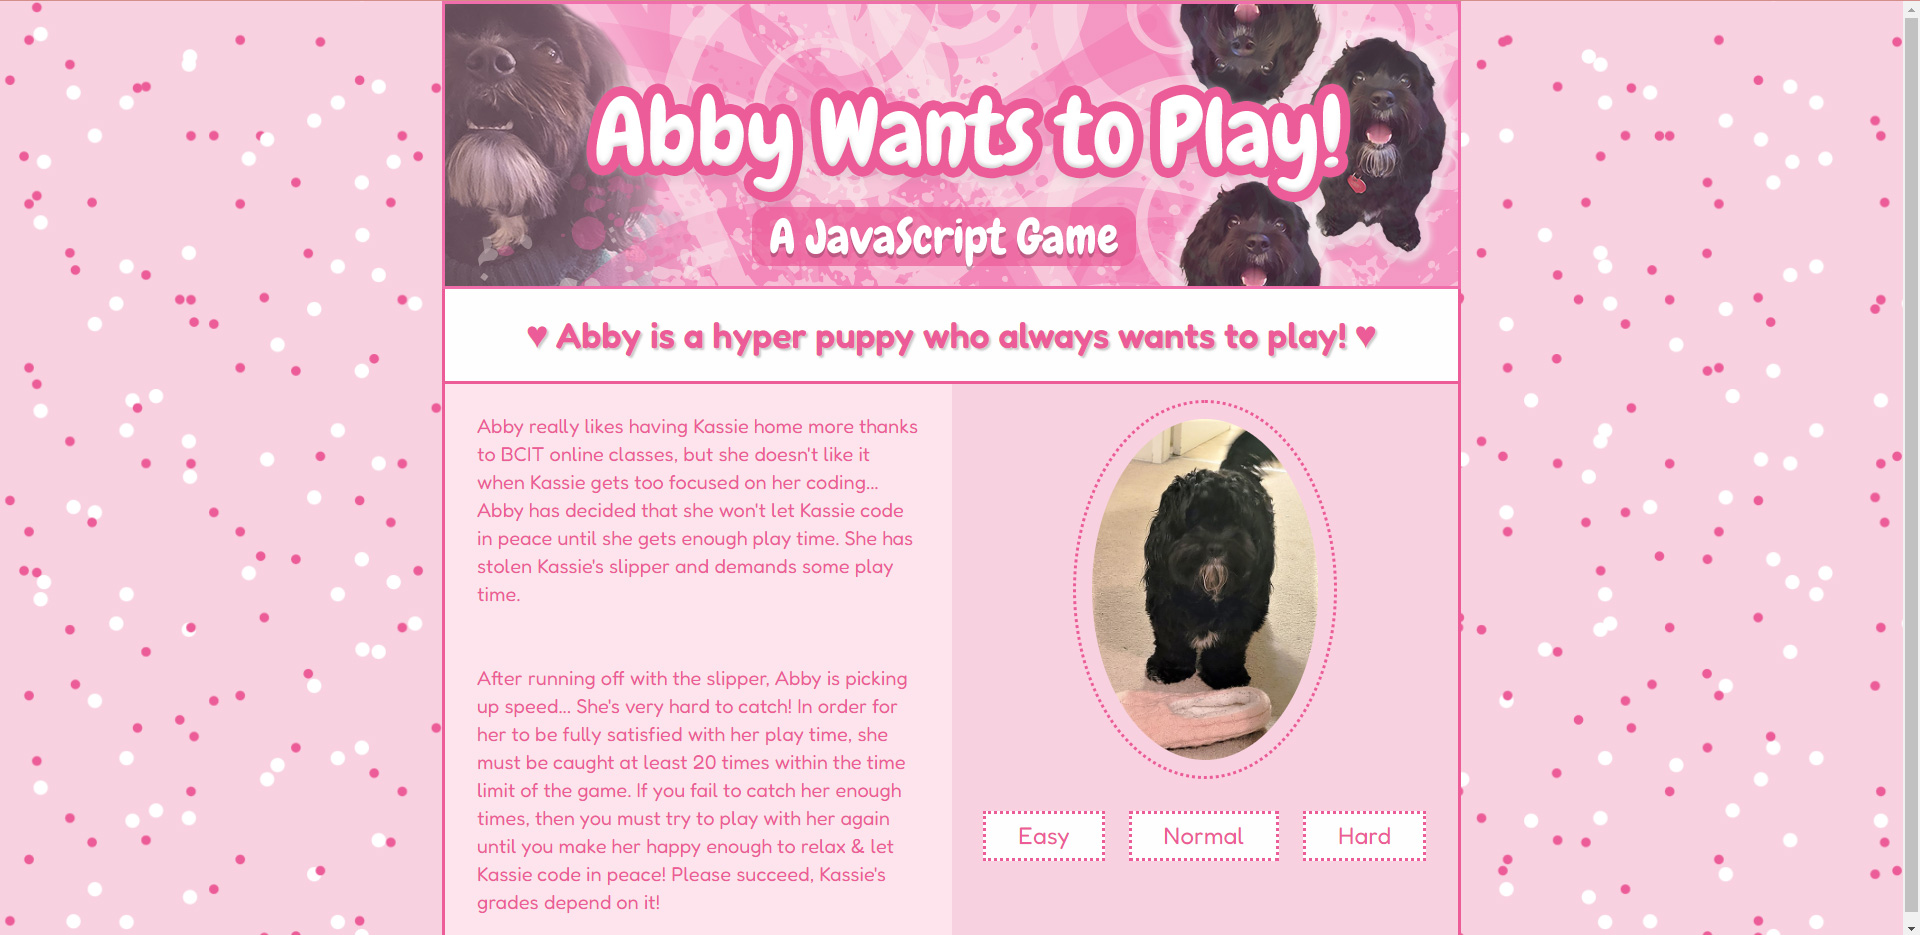 Abby Wants to Play!
A JavaScript Game
♥ Abby is a hyper puppy who always wants to play! ♥
Abby really likes having Kassie home more thanks
to BCIT online classes, but she doesn't like it
when Kassie gets too focused on her coding...
Abby has decided that she won't let Kassie code
in peace until she gets enough play time. She has
stolen Kassie's slipper and demands some play
time.
After running off with the slipper, Abby is picking
up speed... She's very hard to catch! In order for
her to be fully satisfied with her play time, she
must be caught at least 20 times within the time
limit of the game. If you fail to catch her enough
times, then you must try to play with her again
until you make her happy enough to relax & let
Kassie code in peace! Please succeed, Kassie's
grades depend on it!
Easy
Normal
Hard